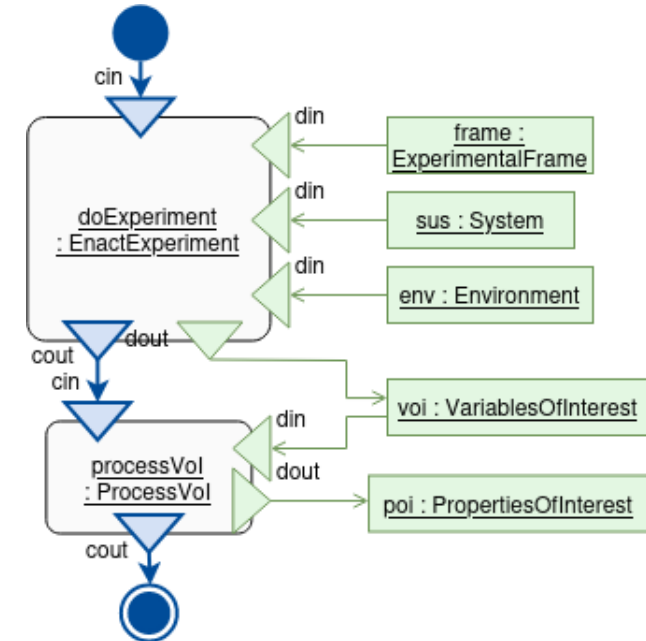 cin
din
frame :
ExperimentalFrame
din
doExperiment
: EnactExperiment
sus : System
din
env : Environment
dout
cout
cin
voi : VariablesOfInterest
din
processVoI
: ProcessVoI
dout
poi : PropertiesOfInterest
cout